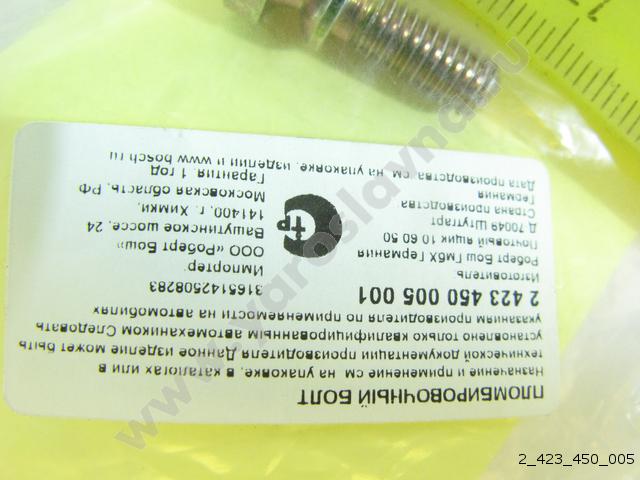 ПЛОМБИРОВОЧНЫЙ БОЛТ
Назначение и применение см на упаковке, в каталогах или в
технической документации производителя Данное изделие может быть
установлено только квалифицированным автомехаником Следовать
указаниям производителя по применяемости на автомобилях
2 423 450 005 001
3165142508283
Изготовитель:
Роберт Бош ГмбХ Германия
Почтовый ящик 10 60 50
Д 70049 Штутгарт
Страна производства:
Германия
Импортер:
ООО «Роберт Бош»
Вашутинское шоссе, 24
141400, г. Химки,
Московская область, РФ
Гарантия: 1 год
Дата производства: см. на упаковке, изделии и www.bosch.ru
www.yaroslavna.ru
2_423_450_005